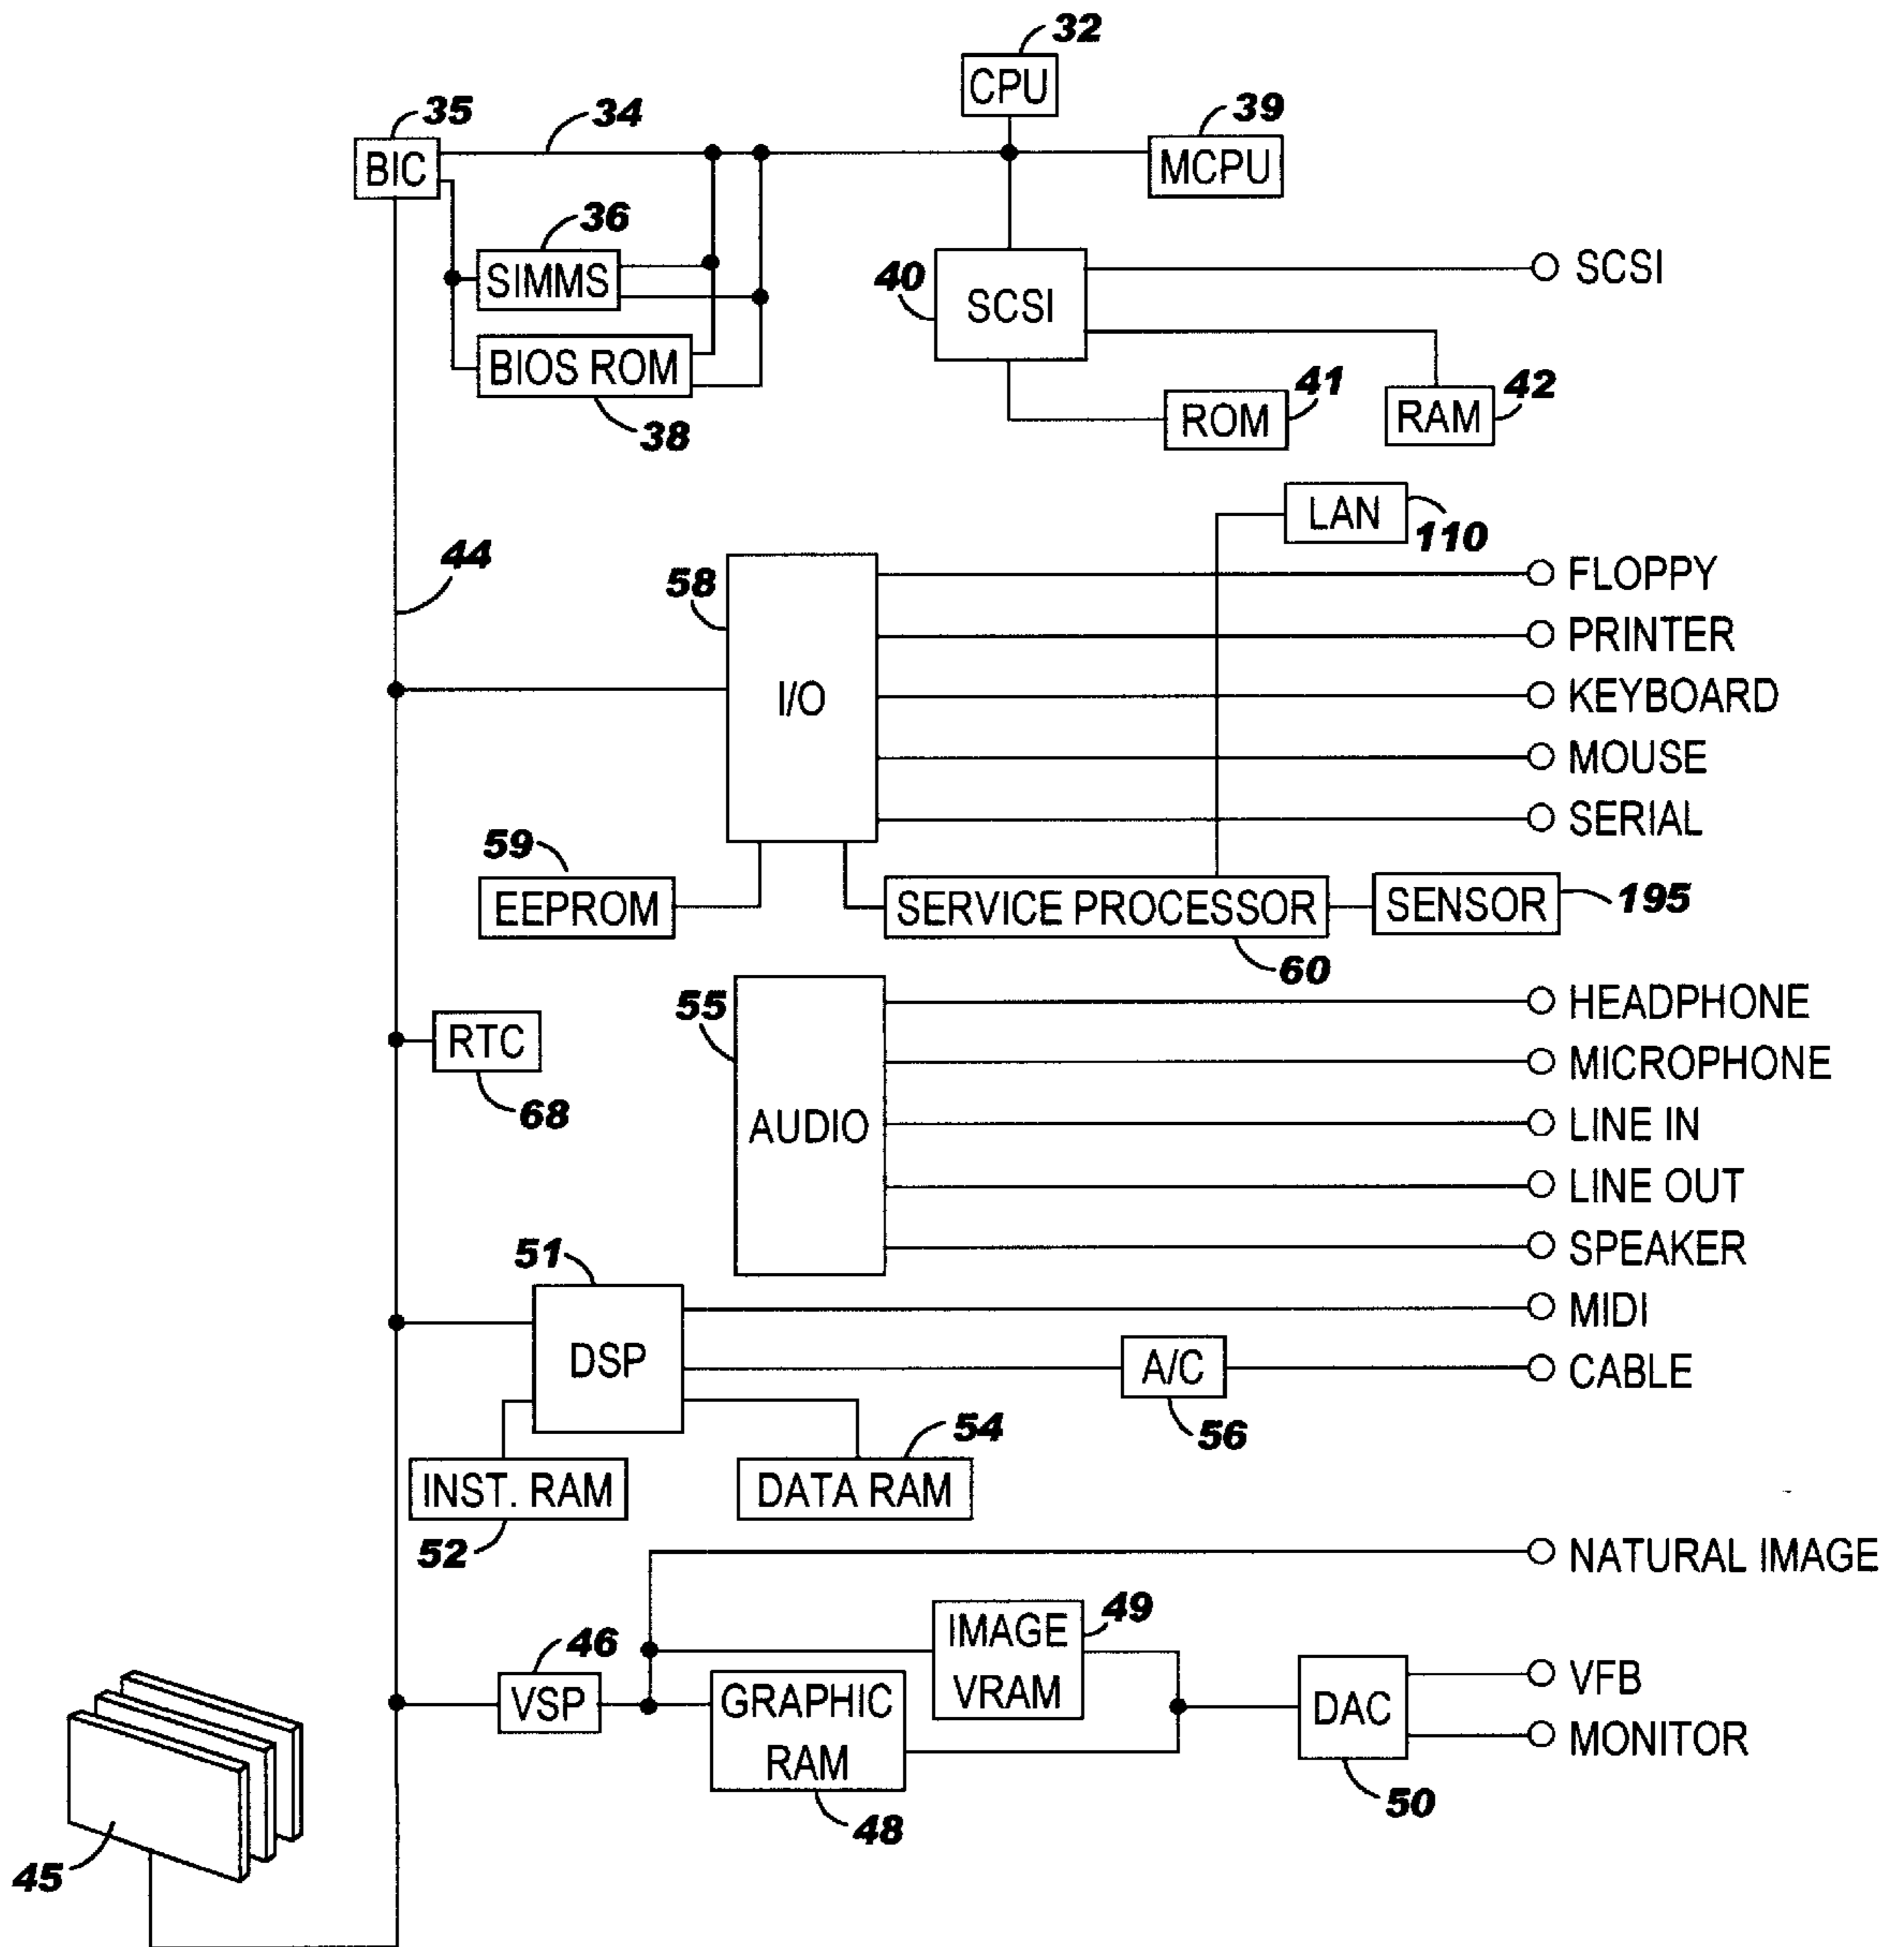 32
CPU
35
34
39
BIC
MCPU
36
SIMMS
40
SCSI
SCSI
BIOS ROM
38
41
ROM
42
RAM
LAN
110
44
58
I/O
FLOPPY
PRINTER
KEYBOARD
MOUSE
SERIAL
59
EEPROM
SERVICE PROCESSOR
SENSOR
195
60
55
AUDIO
HEADPHONE
MICROPHONE
LINE IN
LINE OUT
SPEAKER
RTC
68
51
DSP
MIDI
A/C
CABLE
56
54
INST. RAM
DATA RAM
52
NATURAL IMAGE
49
IMAGE
VRAM
46
VSP
GRAPHIC
RAM
48
DAC
VFB
MONITOR
50
45